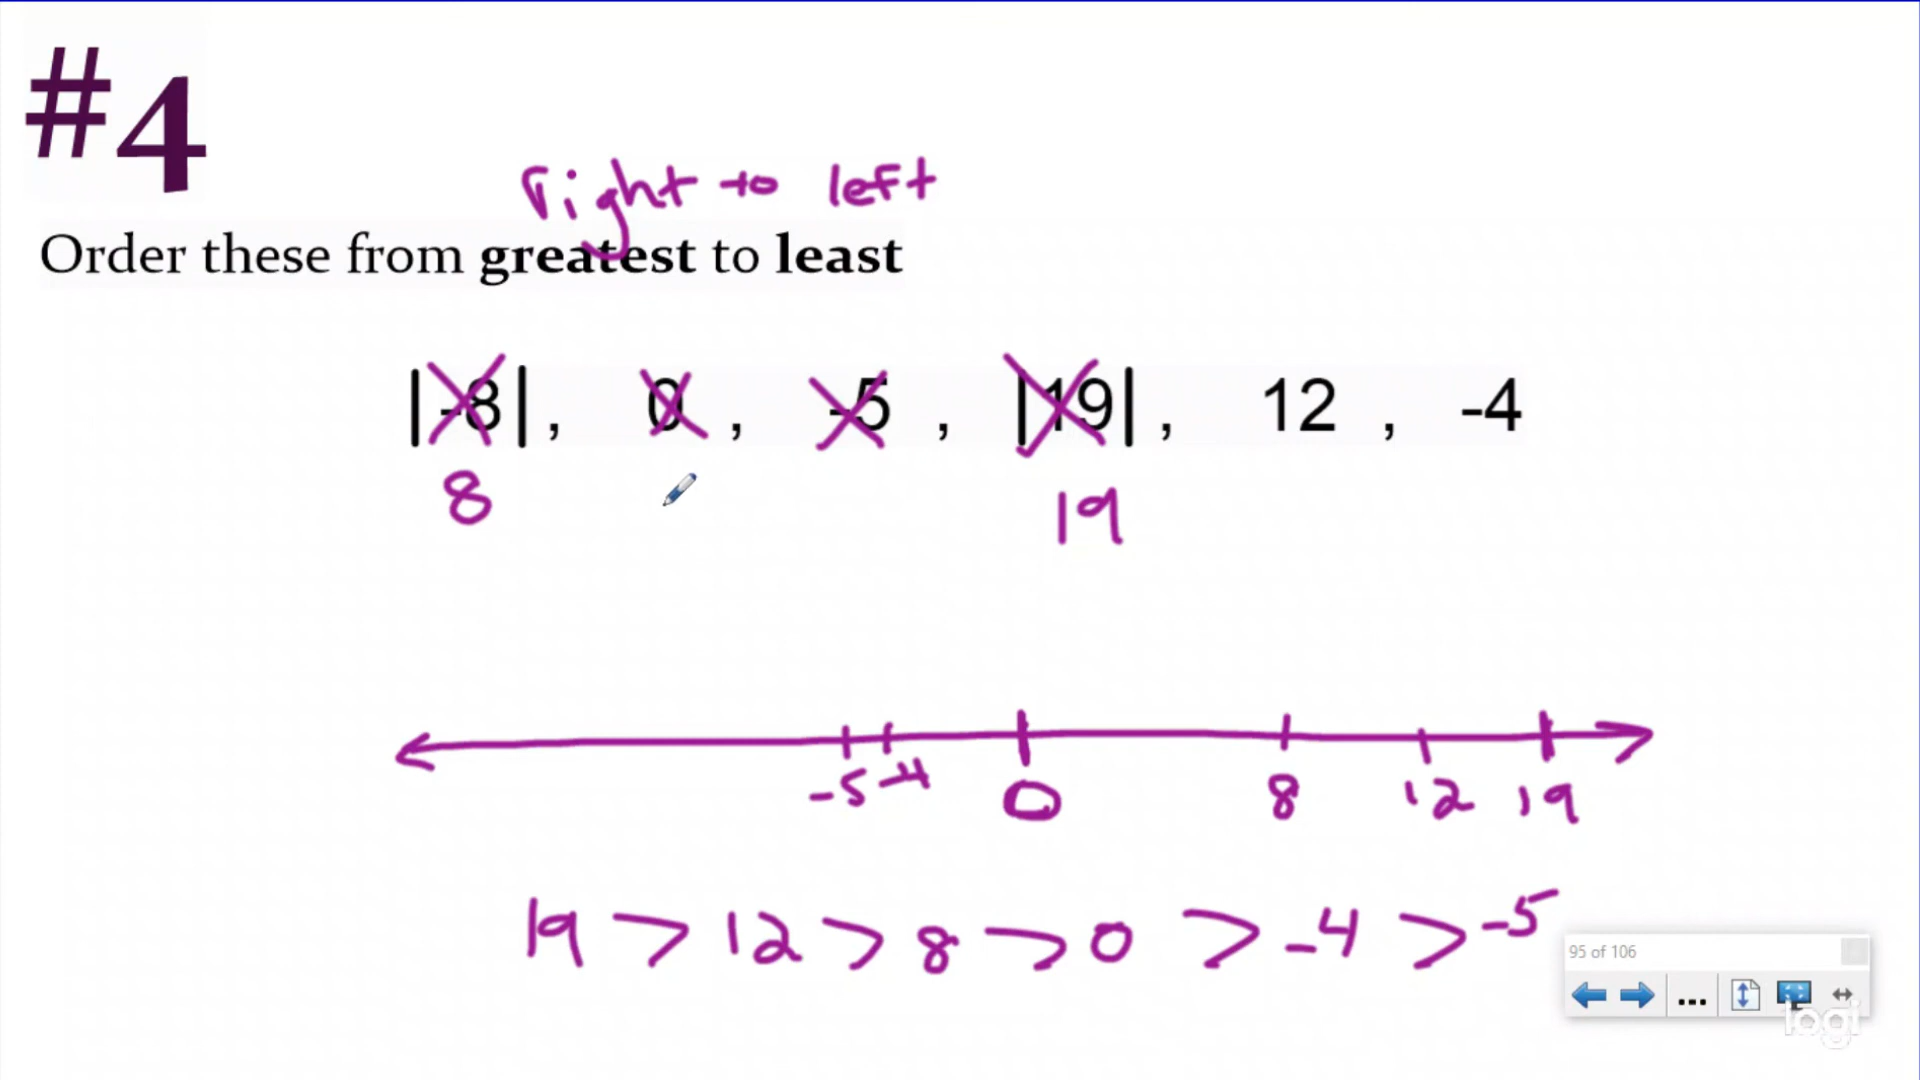 #4
right to left
Order these from greatest to least
|-8| , 0 , -5 , |19| , 12 , -4
8 19
-5 -4 0 8 12 19
19 > 12 > 8 > 0 > -4 > -5
95 of 106
...
logi